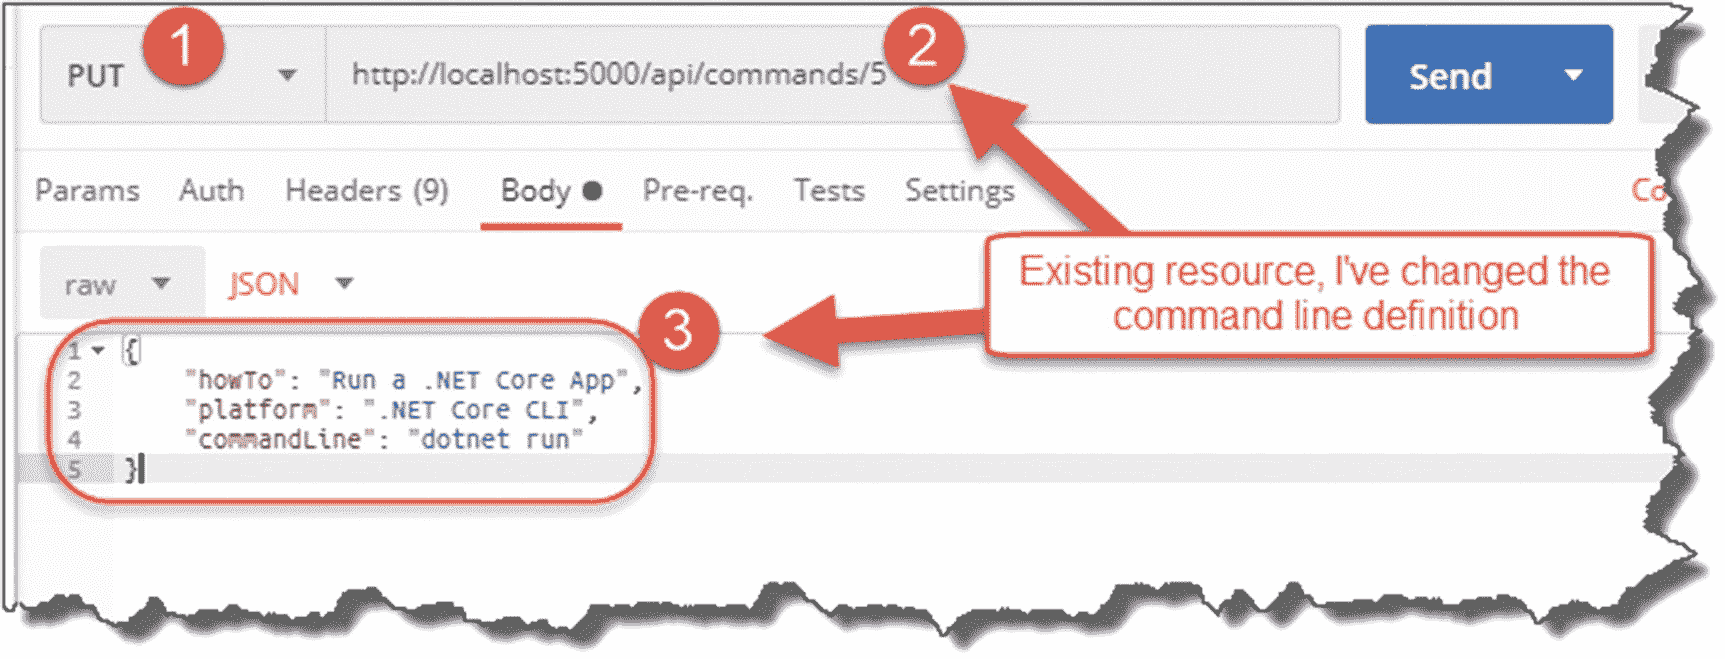 PUT 1 http://localhost:5000/api/commands/5 2 Send
Params Auth Headers (9) Body Pre-req. Tests Settings Co
raw JSON
Existing resource, I've changed the
command line definition
3
1 {
2 "howTo": "Run a .NET Core App",
3 "platform": ".NET Core CLI",
4 "commandLine": "dotnet run"
5 }